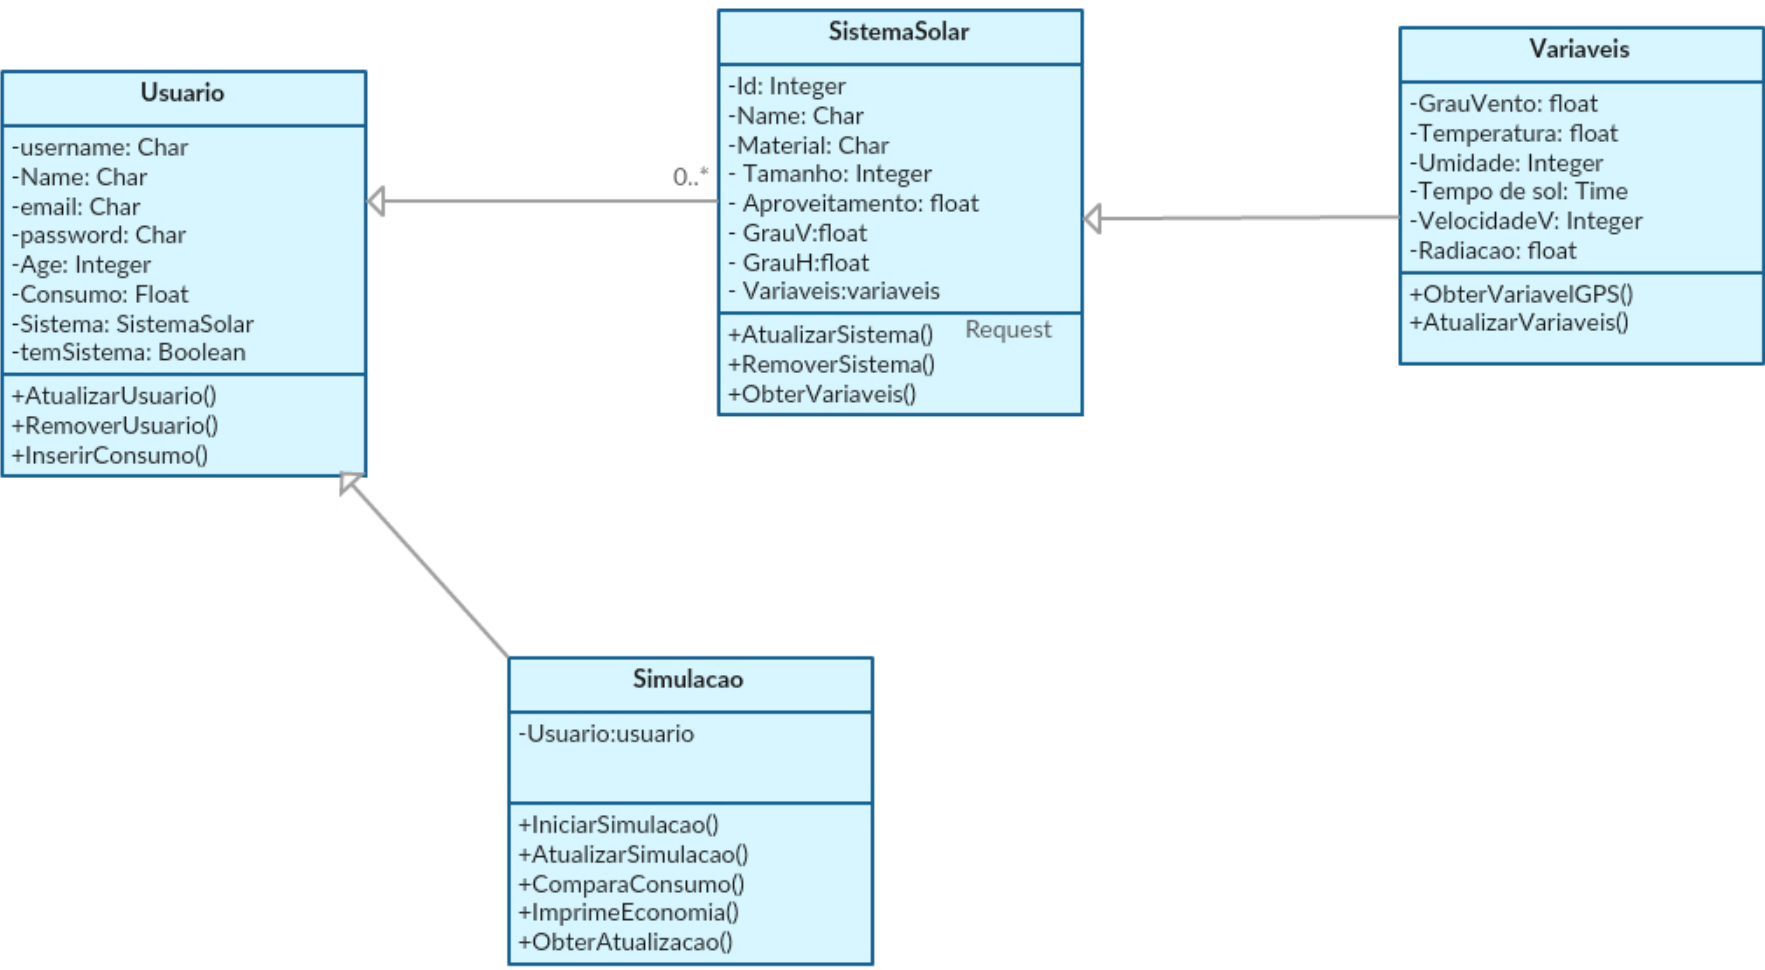 Usuario
-username: Char
-Name: Char
-email: Char
-password: Char
-Age: Integer
-Consumo: Float
-Sistema: SistemaSolar
-temSistema: Boolean
+AtualizarUsuario()
+RemoverUsuario()
+InserirConsumo()
0..*
SistemaSolar
-Id: Integer
-Name: Char
-Material: Char
- Tamanho: Integer
- Aproveitamento: float
- GrauV:float
- GrauH:float
- Variaveis:variaveis
+AtualizarSistema() Request
+RemoverSistema()
+ObterVariaveis()
Variaveis
-GrauVento: float
-Temperatura: float
-Umidade: Integer
-Tempo de sol: Time
-VelocidadeV: Integer
-Radiacao: float
+ObterVariavelGPS()
+AtualizarVariaveis()
Simulacao
-Usuario:usuario
+IniciarSimulacao()
+AtualizarSimulacao()
+ComparaConsumo()
+ImprimeEconomia()
+ObterAtualizacao()